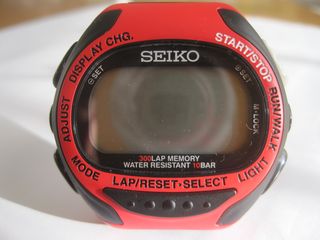 DISPLAY CHG.
START/STOP
SEIKO
⊖SET
⊕SET
ADJUST
RUN/WALK
M-LOCK
300LAP MEMORY
WATER RESISTANT 10BAR
MODE
LAP/RESET·SELECT
LIGHT